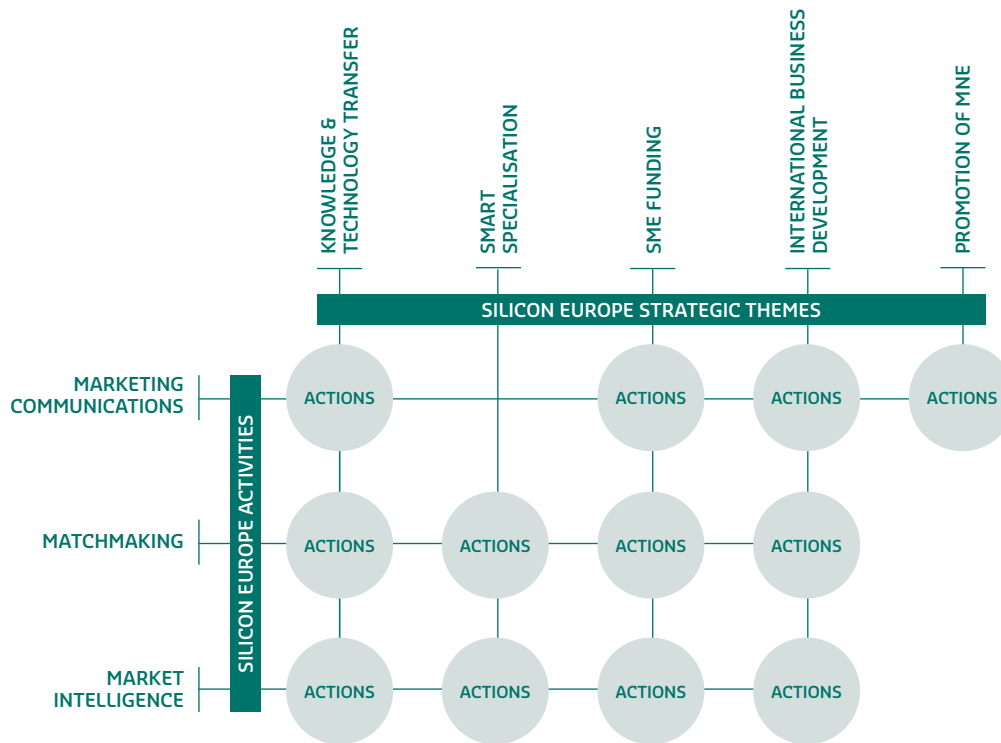 KNOWLEDGE &
TECHNOLOGY TRANSFER
SMART
SPECIALISATION
SME FUNDING
INTERNATIONAL BUSINESS
DEVELOPMENT
PROMOTION OF MNE
SILICON EUROPE STRATEGIC THEMES
SILICON EUROPE ACTIVITIES
MARKETING
COMMUNICATIONS
ACTIONS
ACTIONS
ACTIONS
ACTIONS
MATCHMAKING
ACTIONS
ACTIONS
ACTIONS
ACTIONS
MARKET
INTELLIGENCE
ACTIONS
ACTIONS
ACTIONS
ACTIONS